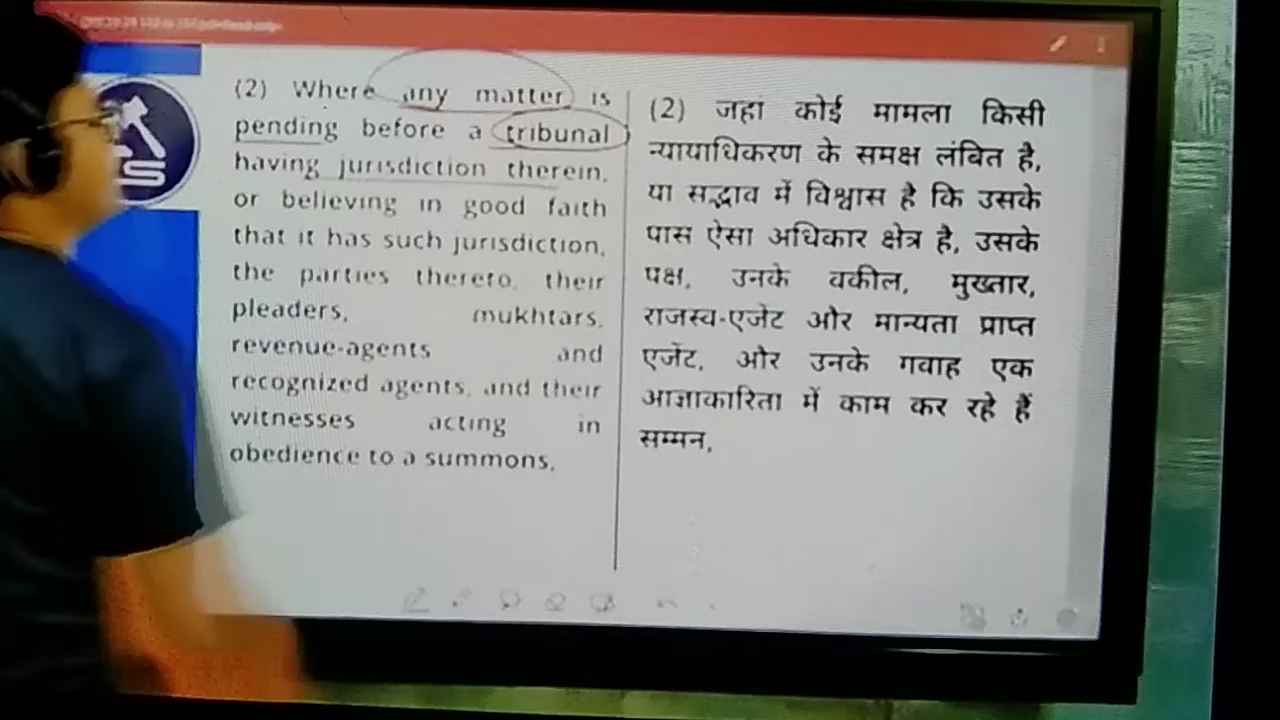 (2) Where any matter is
pending before a tribunal
having jurisdiction therein,
or believing in good faith
that it has such jurisdiction,
the parties thereto, their
pleaders, mukhtars,
revenue-agents and
recognized agents, and their
witnesses acting in
obedience to a summons,
(2) जहां कोई मामला किसी
न्यायाधिकरण के समक्ष लंबित है,
या सद्भाव में विश्वास है कि उसके
पास ऐसा अधिकार क्षेत्र है, उसके
पक्ष, उनके वकील, मुख्तार,
राजस्व-एजेंट और मान्यता प्राप्त
एजेंट, और उनके गवाह एक
आज्ञाकारिता में काम कर रहे हैं
सम्मन,